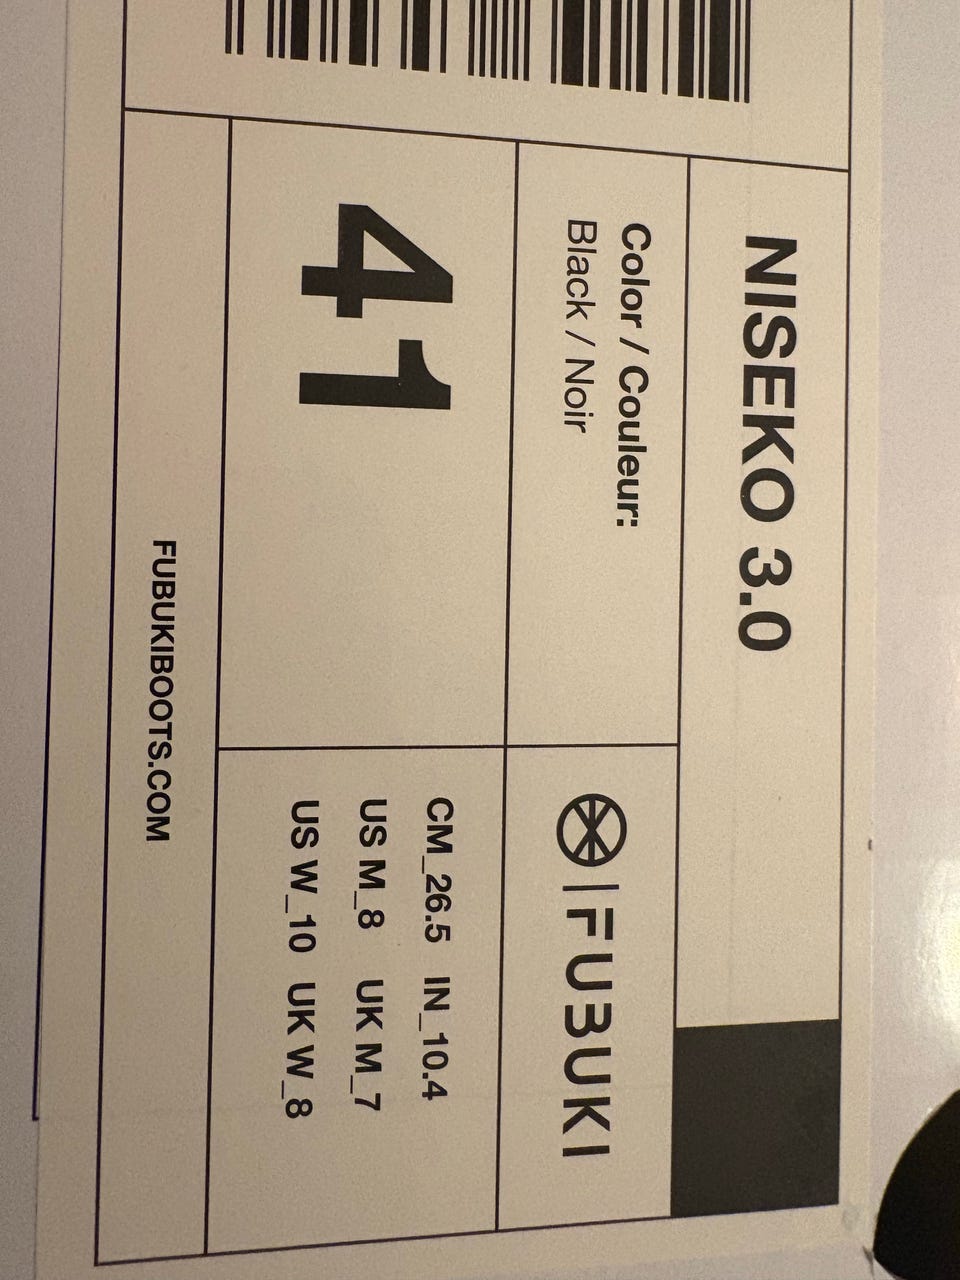 NISEKO 3.0
Color / Couleur:
Black / Noir
FUBUKI
41
CM_26.5 IN_10.4
US M_8 UK M_7
US W_10 UK W_8
FUBUKIBOOTS.COM